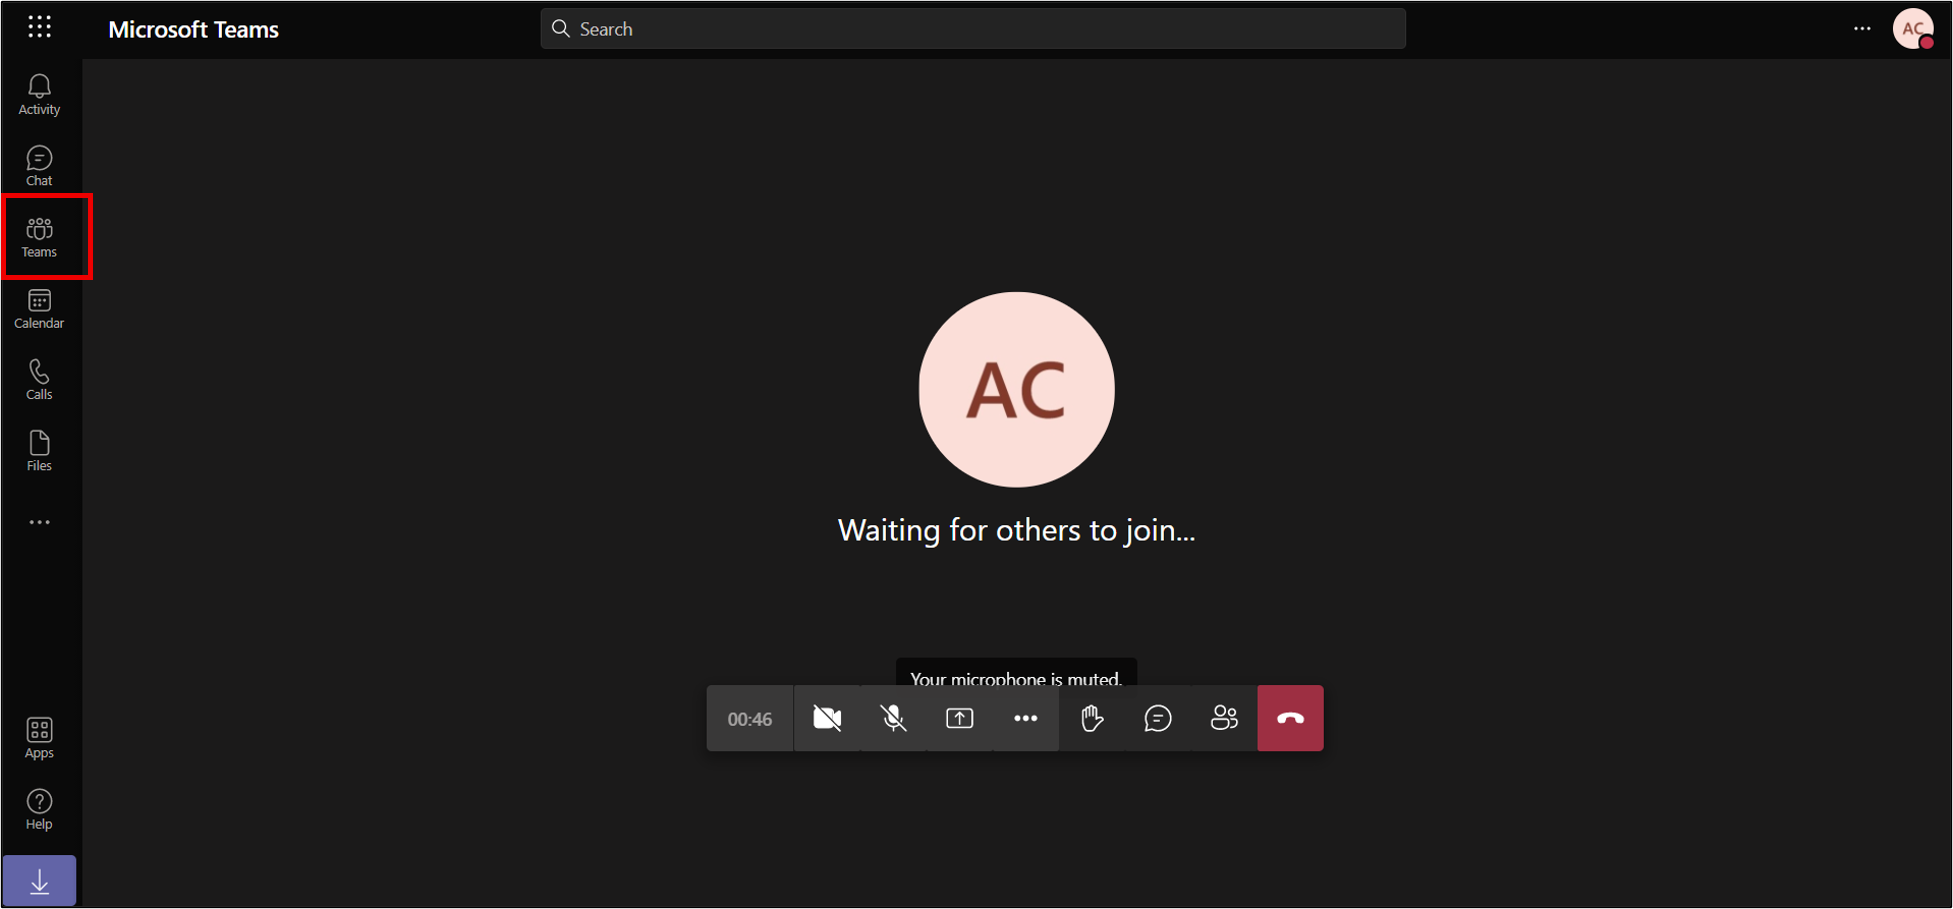 Microsoft Teams
Search
AC
Activity
Chat
Teams
Calendar
Calls
Files
AC
Waiting for others to join...
Your microphone is muted.
00:46
Apps
Help